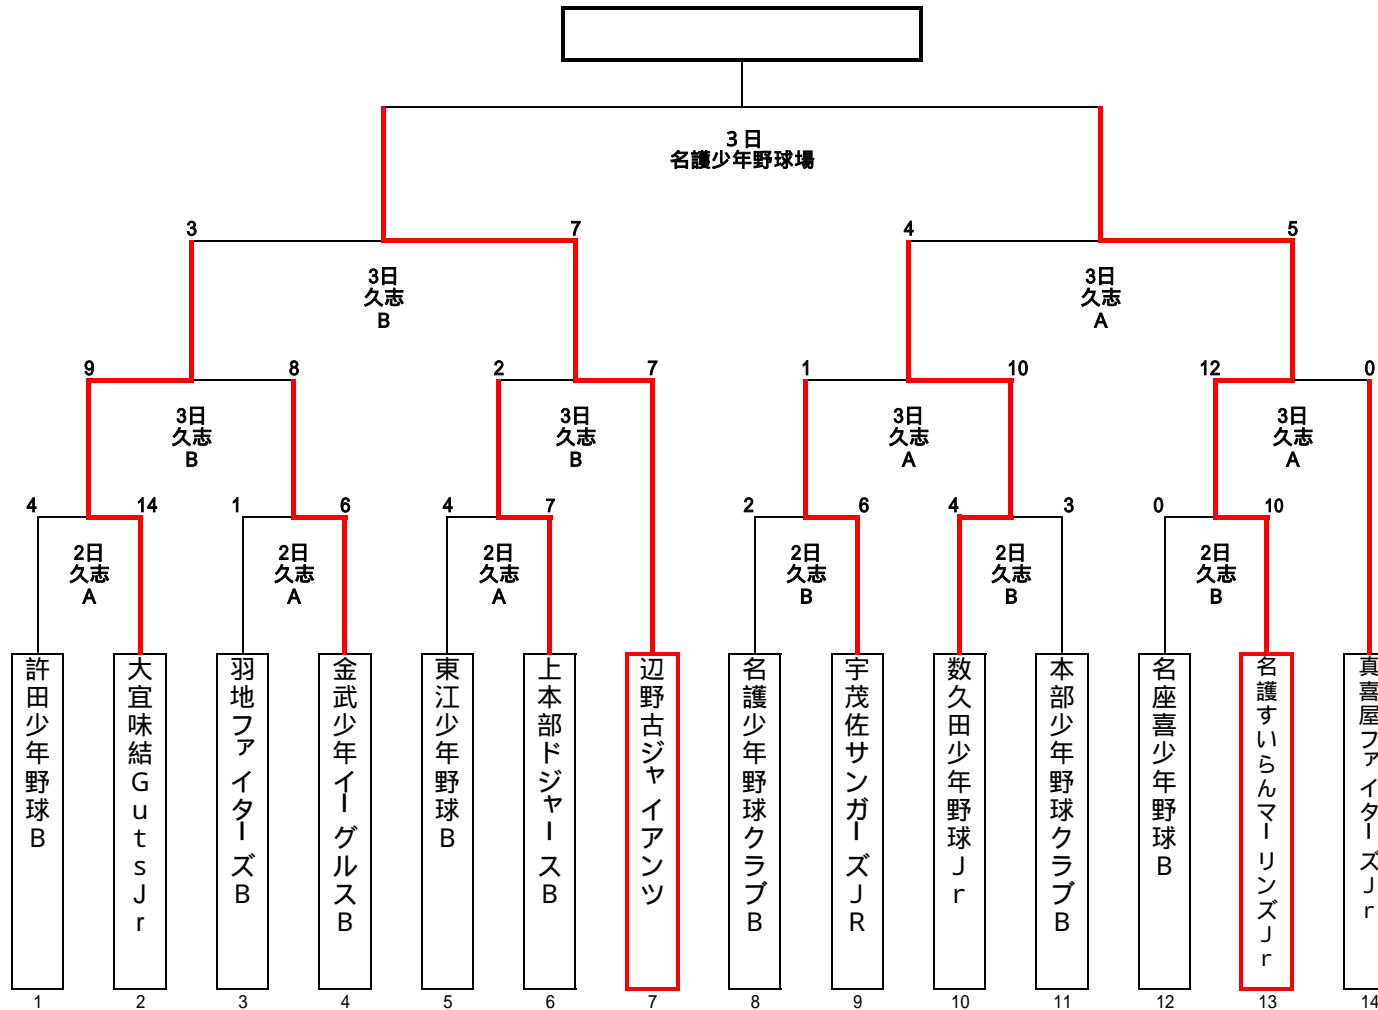 3日
名護少年野球場
3 7 4 5
3日
久志
B
3日
久志
A
9 8 2 7 1 10 12 0
3日
久志
B
3日
久志
B
3日
久志
A
3日
久志
A
4 14 1 6 4 7 2 6 4 3 0 10
2日
久志
A
2日
久志
A
2日
久志
A
2日
久志
B
2日
久志
B
2日
久志
B
許田少年野球B
大宜味結GutsJr
羽地ファイターズB
金武少年イーグルスB
東江少年野球B
上本部ドジャースB
辺野古ジャイアンツ
名護少年野球クラブB
宇茂佐サンガーズJR
数久田少年野球Jr
本部少年野球クラブB
名座喜少年野球B
名護すいらんマーリンズJr
真喜屋ファイターズJr
1 2 3 4 5 6 7 8 9 10 11 12 13 14